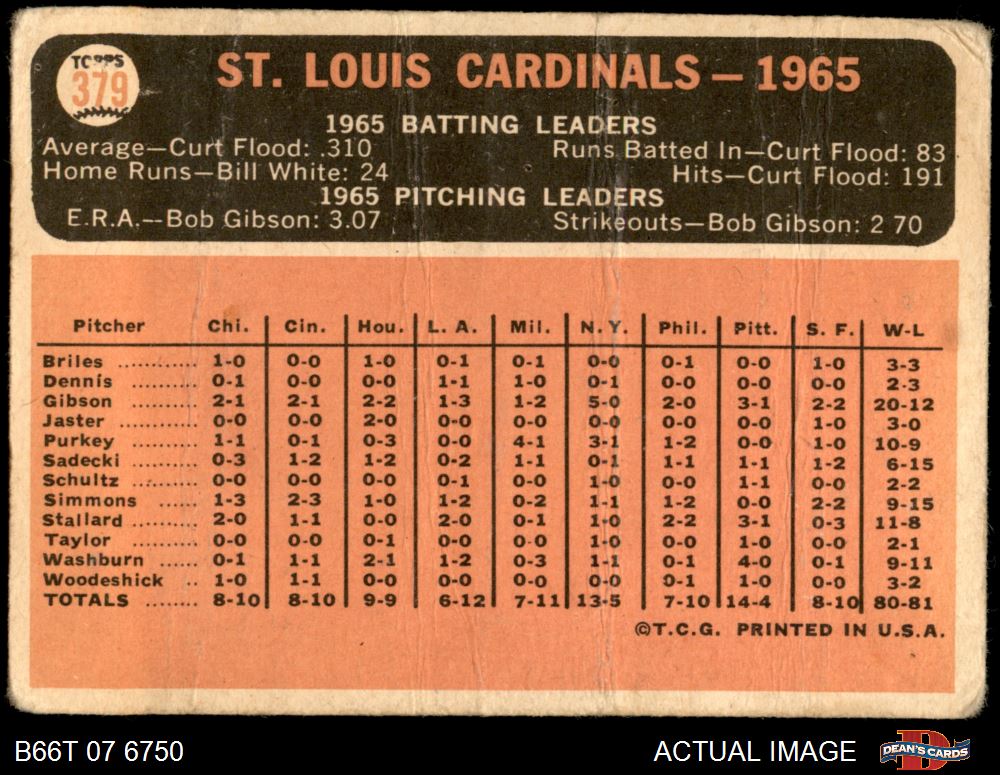 TOPPS
379
ST. LOUIS CARDINALS – 1965
1965 BATTING LEADERS
Average—Curt Flood: .310 Runs Batted In—Curt Flood: 83
Home Runs—Bill White: 24 Hits—Curt Flood: 191
1965 PITCHING LEADERS
E.R.A.--Bob Gibson: 3.07 Strikeouts—Bob Gibson: 2 70
Pitcher Chi. Cin. Hou. L. A. Mil. N. Y. Phil. Pitt. S. F. W-L
Briles ............ 1-0 0-0 1-0 0-1 0-1 0-0 0-1 0-0 1-0 3-3
Dennis .......... 0-1 0-0 0-0 1-1 1-0 0-1 0-0 0-0 0-0 2-3
Gibson .......... 2-1 2-1 2-2 1-3 1-2 5-0 2-0 3-1 2-2 20-12
Jaster .......... 0-0 0-0 2-0 0-0 0-0 0-0 0-0 0-0 1-0 3-0
Purkey .......... 1-1 0-1 0-3 0-0 4-1 3-1 1-2 0-0 1-0 10-9
Sadecki .......... 0-3 1-2 1-2 0-2 1-1 0-1 1-1 1-1 1-2 6-15
Schultz .......... 0-0 0-0 0-0 0-1 0-0 1-0 0-0 1-1 0-0 2-2
Simmons ........ 1-3 2-3 1-0 1-2 0-2 1-1 1-2 0-0 2-2 9-15
Stallard .......... 2-0 1-1 0-0 2-0 0-1 1-0 2-2 3-1 0-3 11-8
Taylor .......... 0-0 0-0 0-1 0-0 0-0 1-0 0-0 1-0 0-0 2-1
Washburn ...... 0-1 1-1 2-1 1-2 0-3 1-1 0-1 4-0 0-1 9-11
Woodeshick .. 1-0 1-1 0-0 0-0 0-0 0-0 0-1 1-0 0-0 3-2
TOTALS ........ 8-10 8-10 9-9 6-12 7-11 13-5 7-10 14-4 8-10 80-81
©T.C.G. PRINTED IN U.S.A.
B66T 07 6750 ACTUAL IMAGE D DEAN'S CARDS